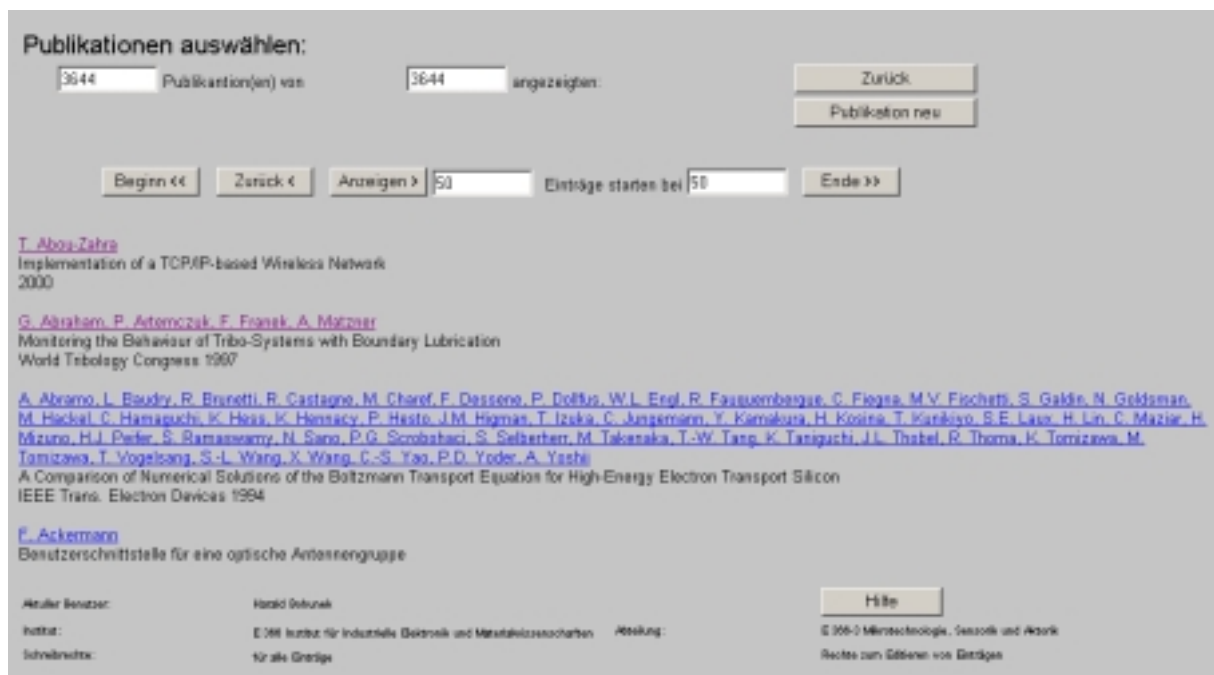 Publikationen auswählen:
3644 Publikantion(en) von 3644 angezeigten: Zurück
Publikation neu
Beginn << Zurück < Anzeigen > 50 Einträge starten bei 50 Ende >>
T. Abou-Zahra
Implementation of a TCP/IP-based Wireless Network
2000
G. Abraham, P. Artemczuk, F. Franek, A. Matzner
Monitoring the Behaviour of Tribo-Systems with Boundary Lubrication
World Tribology Congress 1997
A. Abramo, L. Baudry, R. Brunetti, R. Castagne, M. Charef, F. Dessene, P. Dollfus, W.L. Engl, R. Fauquembergue, C. Fiegna, M.V. Fischetti, S. Galdin, N. Goldsman,
M. Hackel, C. Hamaguchi, K. Hess, K. Hennacy, P. Hesto, J.M. Higman, T. Izuka, C. Jungemann, Y. Kamakura, H. Kosina, T. Kunikiyo, S.E. Laux, H. Lin, C. Maziar, H.
Mizuno, H.J. Peifer, S. Ramaswamy, N. Sano, P.G. Scrobohaci, S. Selberherr, M. Takenaka, T.-W. Tang, K. Taniguchi, J.L. Thobel, R. Thoma, K. Tomizawa, M.
Tomizawa, T. Vogelsang, S.-L. Wang, X. Wang, C.-S. Yao, P.D. Yoder, A. Yoshii
A Comparison of Numerical Solutions of the Boltzmann Transport Equation for High-Energy Electron Transport Silicon
IEEE Trans. Electron Devices 1994
F. Ackermann
Benutzerschnittstelle für eine optische Antennengruppe
Aktueller Benutzer: Harald Hilfe
Institut: E 366 Institut für Industrielle Elektronik und Materialwissenschaften Abteilung: E 366-3 Mikrotechnologie, Sensorik und Aktorik
Schreibrechte: für alle Einträge Rechte zum Editieren von Einträgen